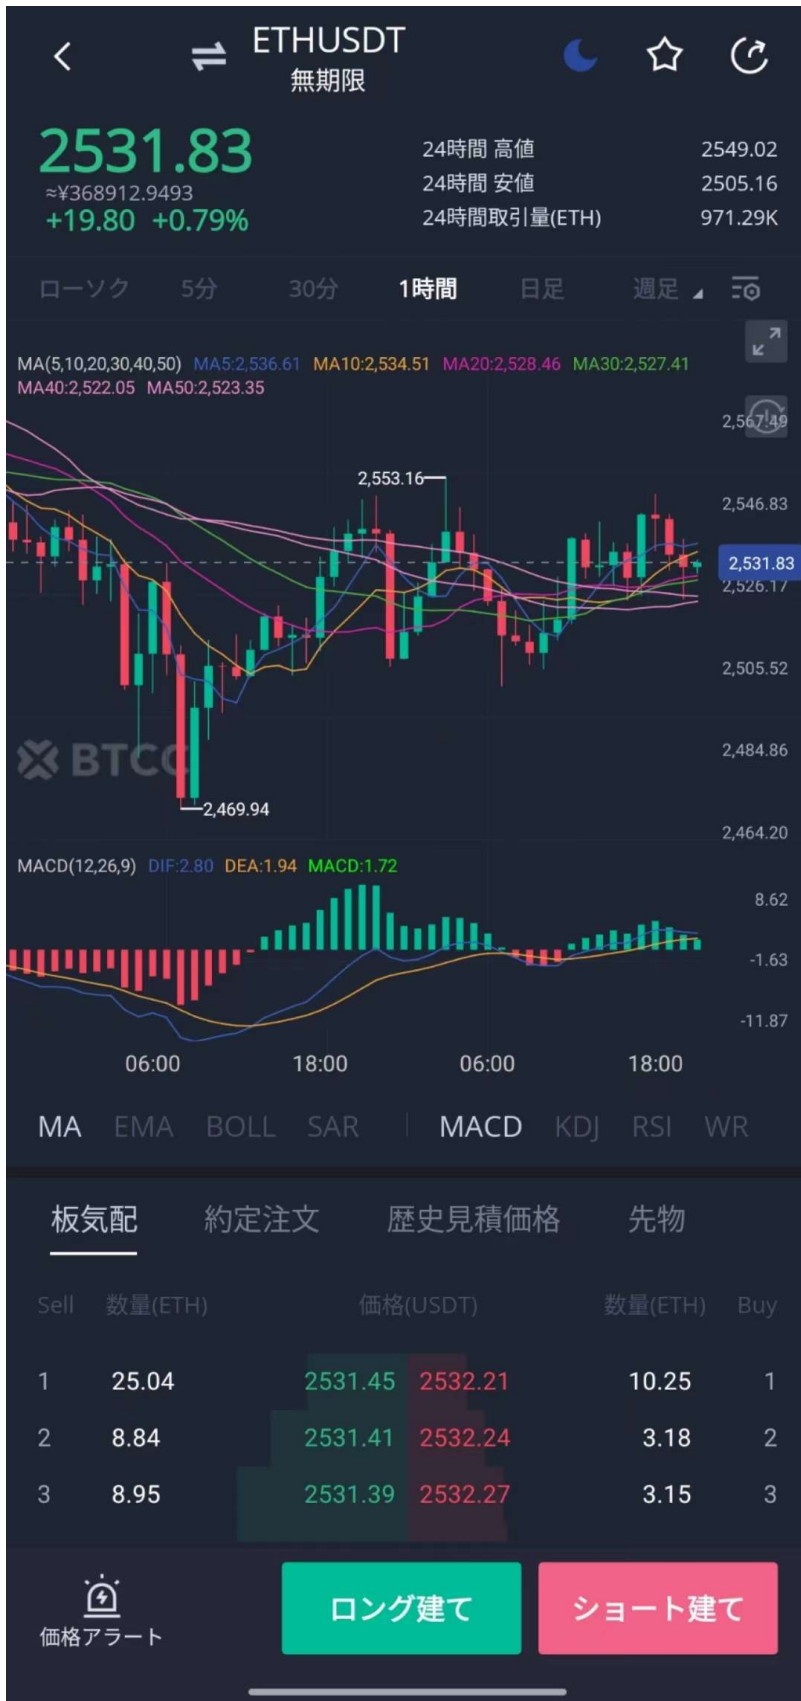 ETHUSDT
無期限
2531.83
≈¥368912.9493
+19.80 +0.79%
24時間 高値 2549.02
24時間 安値 2505.16
24時間取引量(ETH) 971.29K
ローソク 5分 30分 1時間 日足 週足
MA(5,10,20,30,40,50) MA5:2,536.61 MA10:2,534.51 MA20:2,528.46 MA30:2,527.41
MA40:2,522.05 MA50:2,523.35
2,567.49
2,553.16
2,546.83
2,531.83
2,526.17
2,505.52
BTCC
2,484.86
2,469.94
2,464.20
MACD(12,26,9) DIF:2.80 DEA:1.94 MACD:1.72
8.62
-1.63
-11.87
06:00 18:00 06:00 18:00
MA EMA BOLL SAR MACD KDJ RSI WR
板気配 約定注文 歴史見積価格 先物
Sell 数量(ETH) 価格(USDT) 数量(ETH) Buy
1 25.04 2531.45 2532.21 10.25 1
2 8.84 2531.41 2532.24 3.18 2
3 8.95 2531.39 2532.27 3.15 3
価格アラート
ロング建て
ショート建て